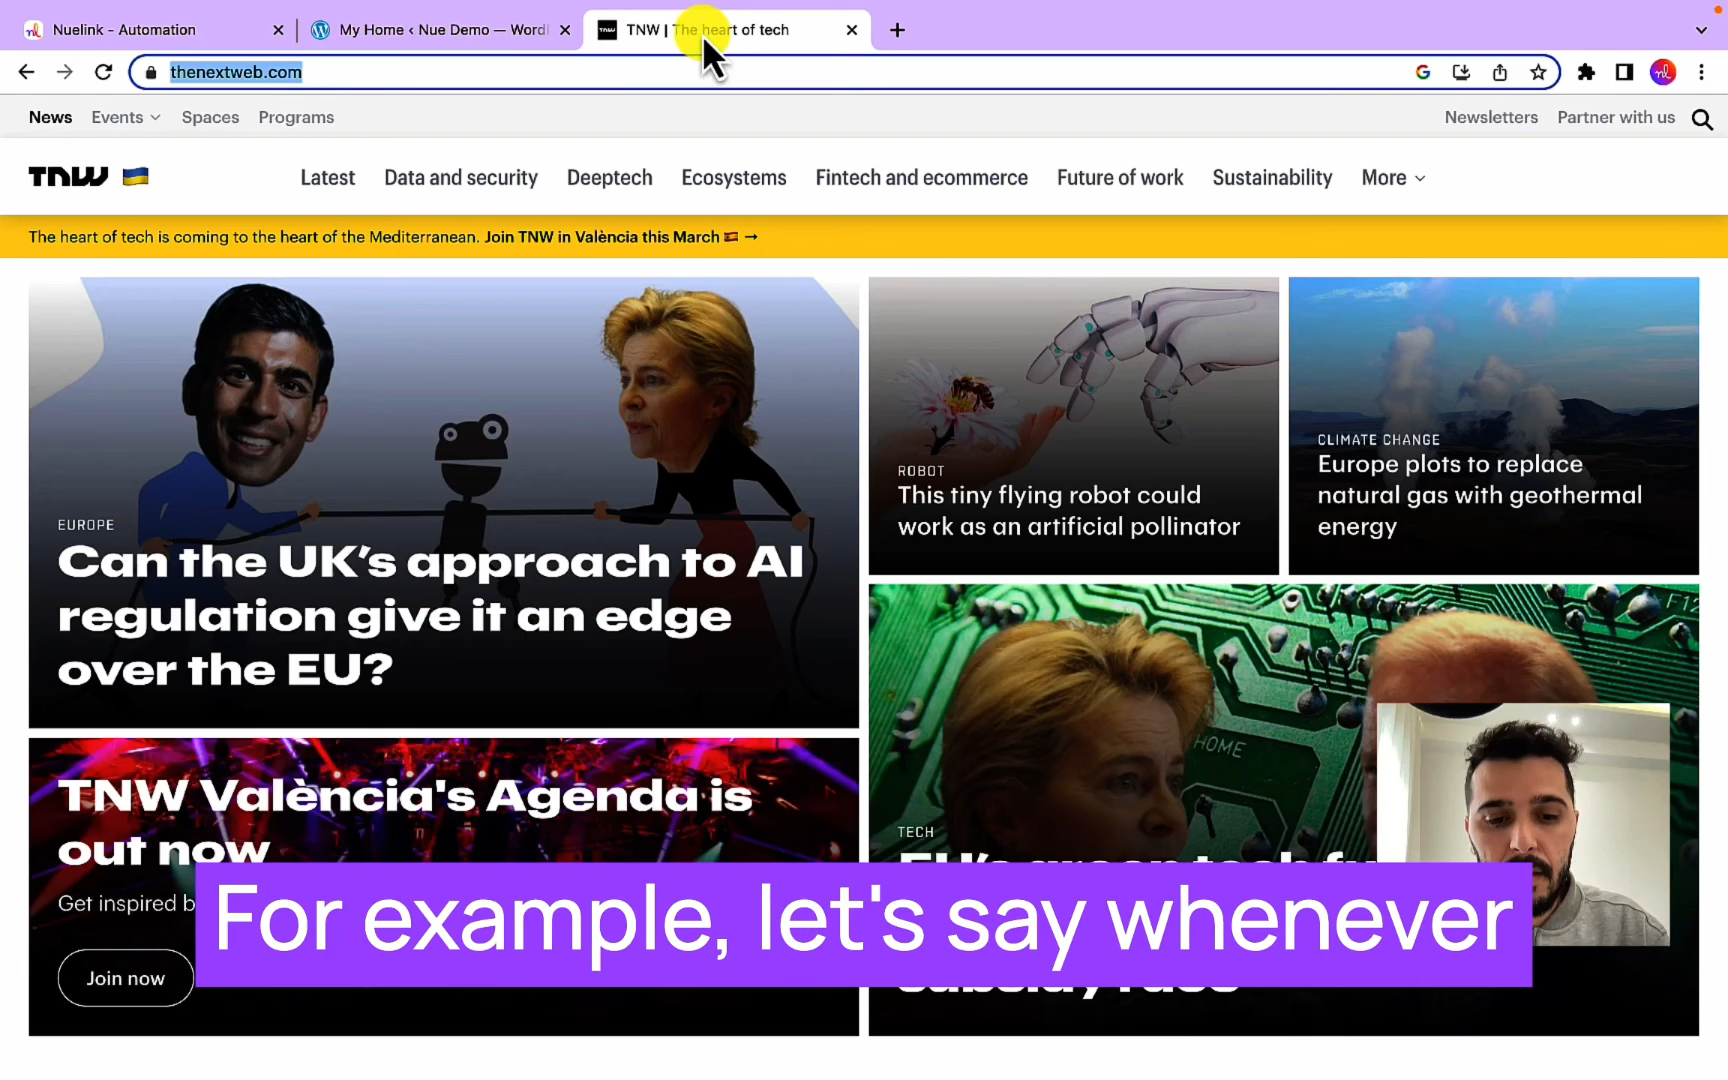 Nuelink - Automation
My Home ‹ Nue Demo — Word
TNW | The heart of tech
thenextweb.com
News Events Spaces Programs
Newsletters Partner with us
TNW 🇺🇦
Latest Data and security Deeptech Ecosystems Fintech and ecommerce Future of work Sustainability More
The heart of tech is coming to the heart of the Mediterranean. Join TNW in València this March 🇪🇸 →
EUROPE
Can the UK’s approach to AI
regulation give it an edge
over the EU?
ROBOT
This tiny flying robot could
work as an artificial pollinator
CLIMATE CHANGE
Europe plots to replace
natural gas with geothermal
energy
TNW València's Agenda is
out now
Get inspired b
Join now
HOME
TECH
For example, let's say whenever